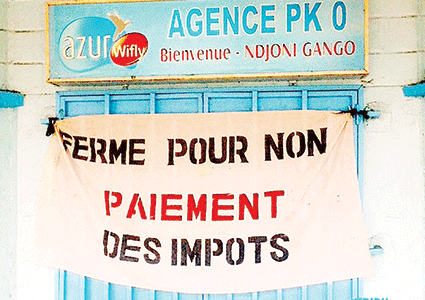 azur
Wifly
AGENCE PK 0
Bienvenue - NDJONI GANGO
FERME POUR NON
PAIEMENT
DES IMPOTS